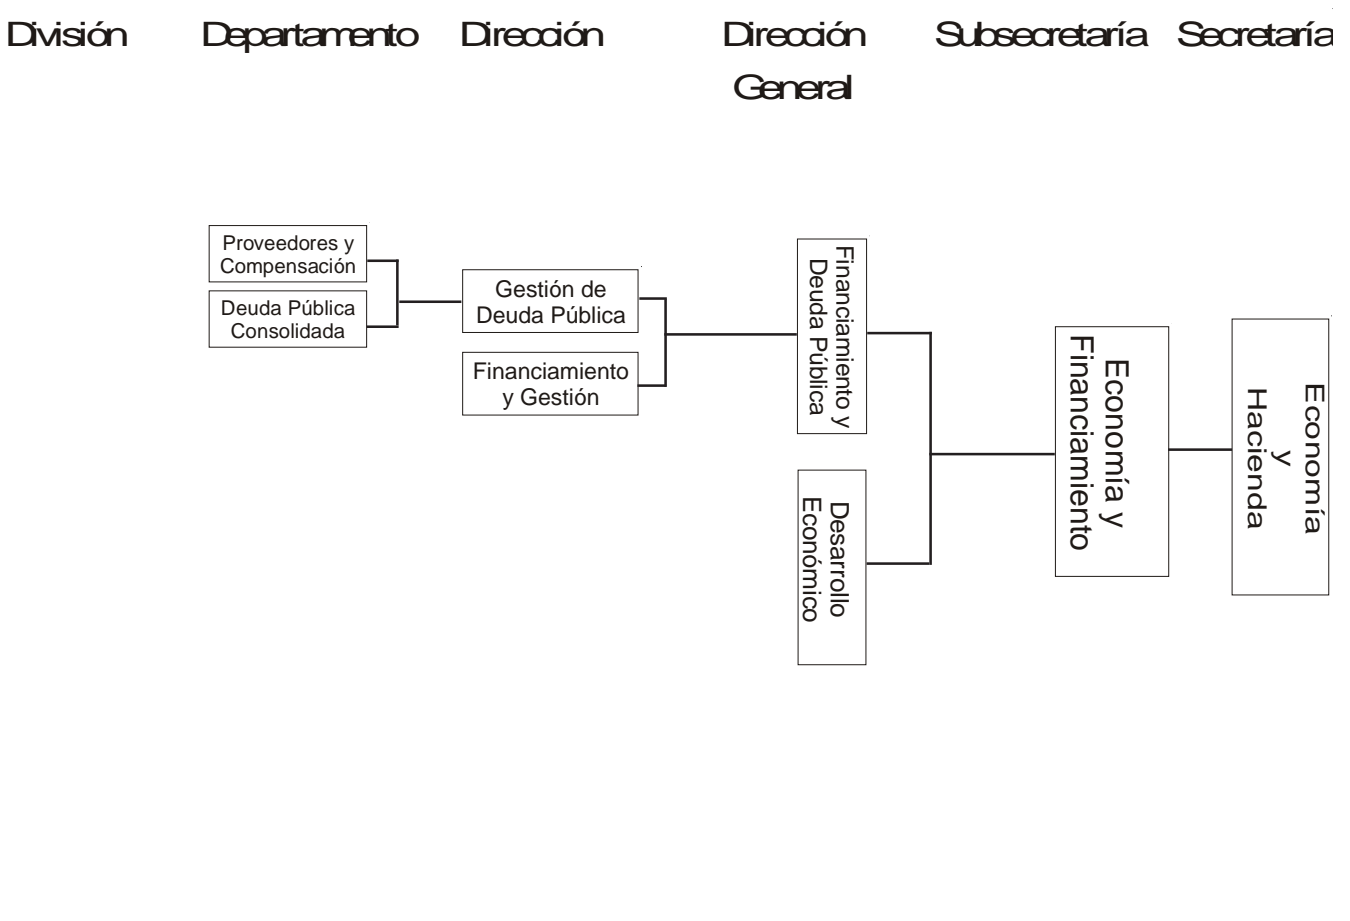 División Departamento Dirección Dirección Subsecretaría Secretaría
General
Proveedores y
Compensación
Deuda Pública
Consolidada
Gestión de
Deuda Pública
Financiamiento
y Gestión
Financiamiento y
Deuda Pública
Desarrollo
Económico
Economía y
Financiamiento
Economía
y
Hacienda